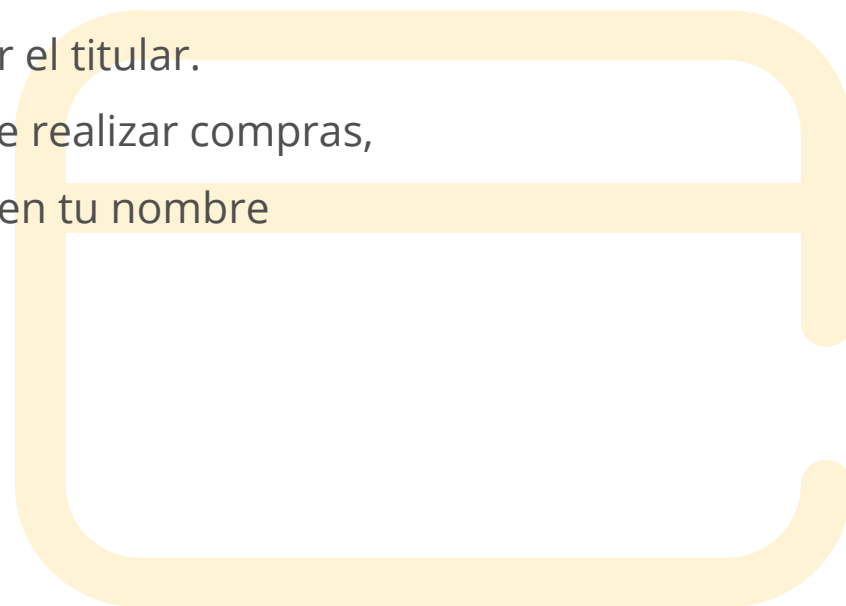 r el titular.
e realizar compras,
en tu nombre